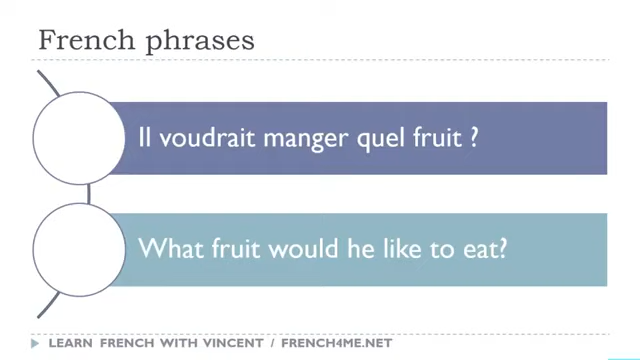 French phrases
Il voudrait manger quel fruit ?
What fruit would he like to eat?
LEARN FRENCH WITH VINCENT / FRENCH4ME.NET